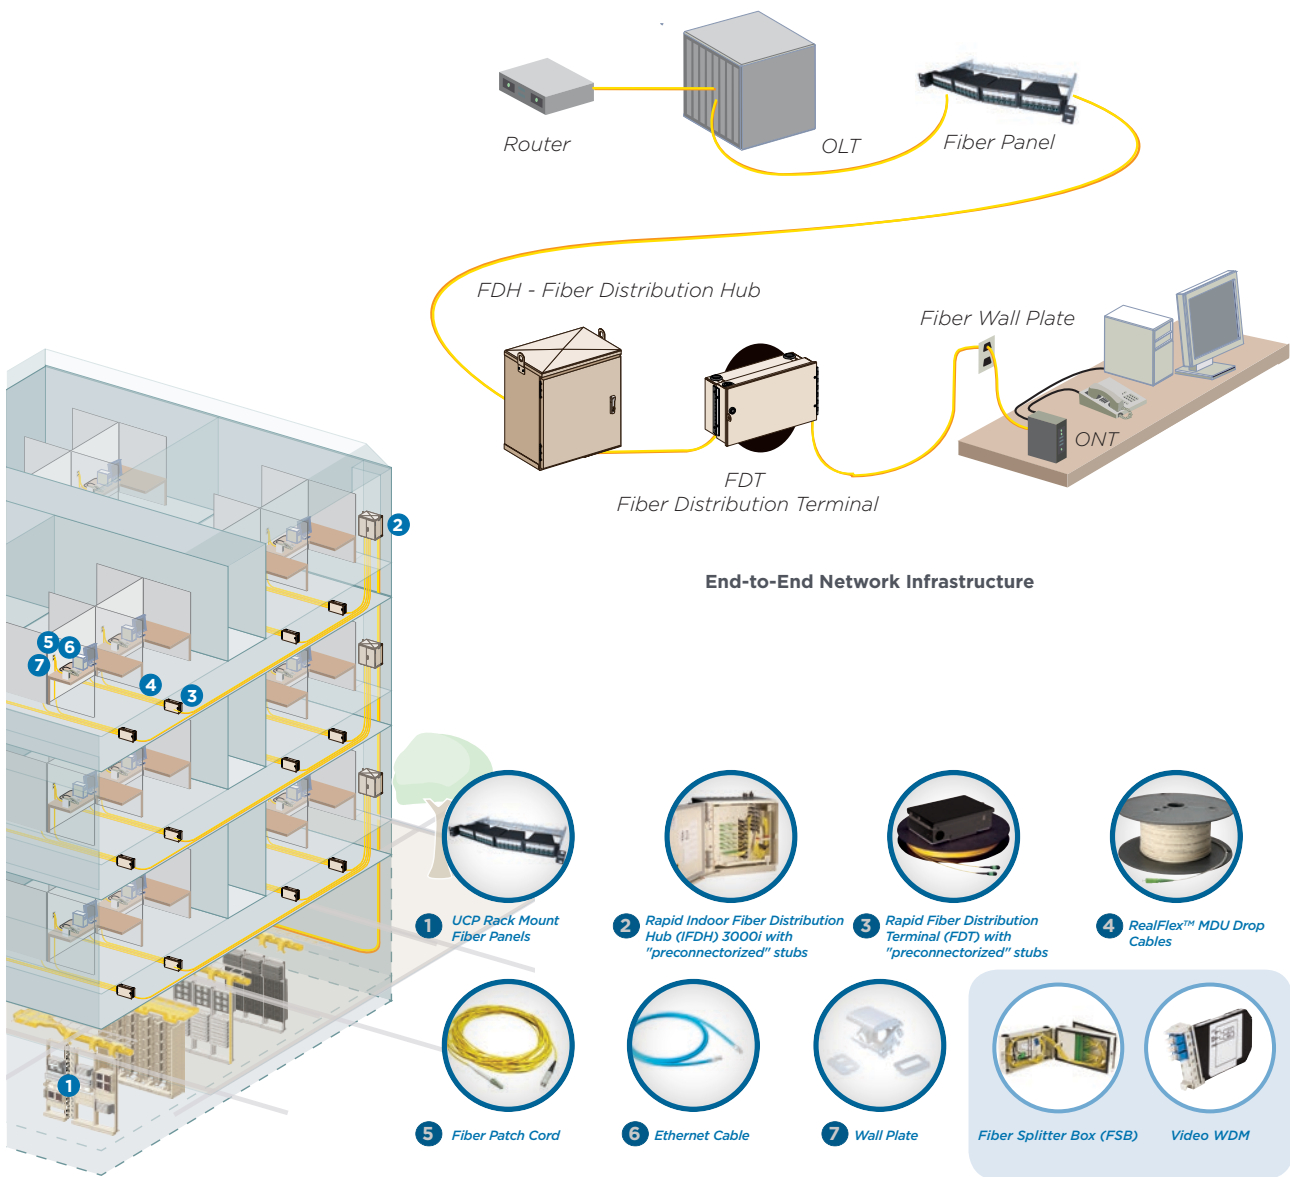 Router
OLT
Fiber Panel
FDH - Fiber Distribution Hub
Fiber Wall Plate
ONT
FDT
Fiber Distribution Terminal
End-to-End Network Infrastructure
2
5
6
7
4
3
1
1 UCP Rack Mount
Fiber Panels
2 Rapid Indoor Fiber Distribution
Hub (IFDH) 3000i with
"preconnectorized" stubs
3 Rapid Fiber Distribution
Terminal (FDT) with
"preconnectorized" stubs
4 RealFlex™ MDU Drop
Cables
5 Fiber Patch Cord
6 Ethernet Cable
7 Wall Plate
Fiber Splitter Box (FSB)
Video WDM